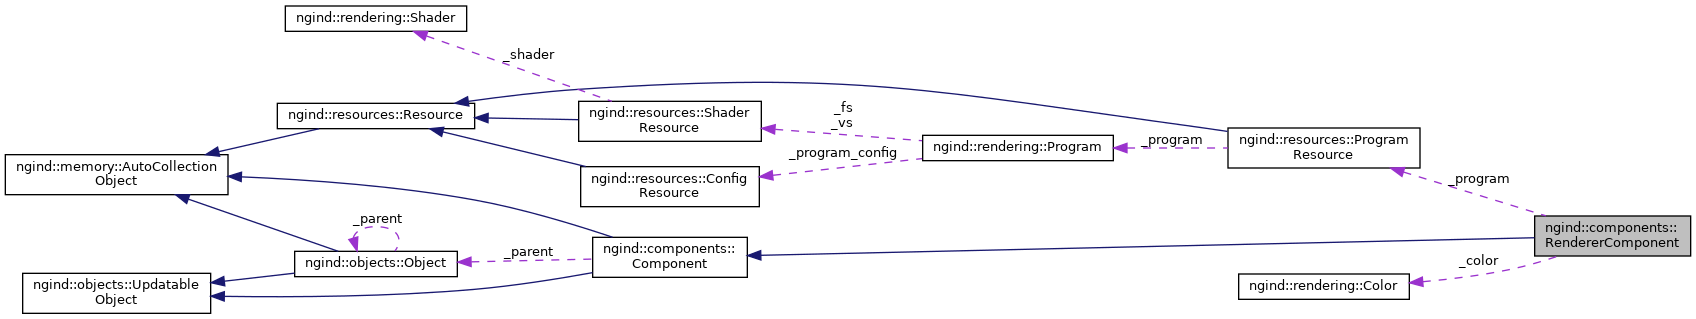 ngind::rendering::Shader
_shader
ngind::resources::Resource
ngind::resources::Shader
Resource
_fs
_vs
ngind::rendering::Program
_program
ngind::resources::Program
Resource
ngind::memory::AutoCollection
Object
_program_config
ngind::resources::Config
Resource
_program
_parent
ngind::objects::Object
_parent
ngind::components::
Component
ngind::components::
RendererComponent
ngind::objects::Updatable
Object
_color
ngind::rendering::Color